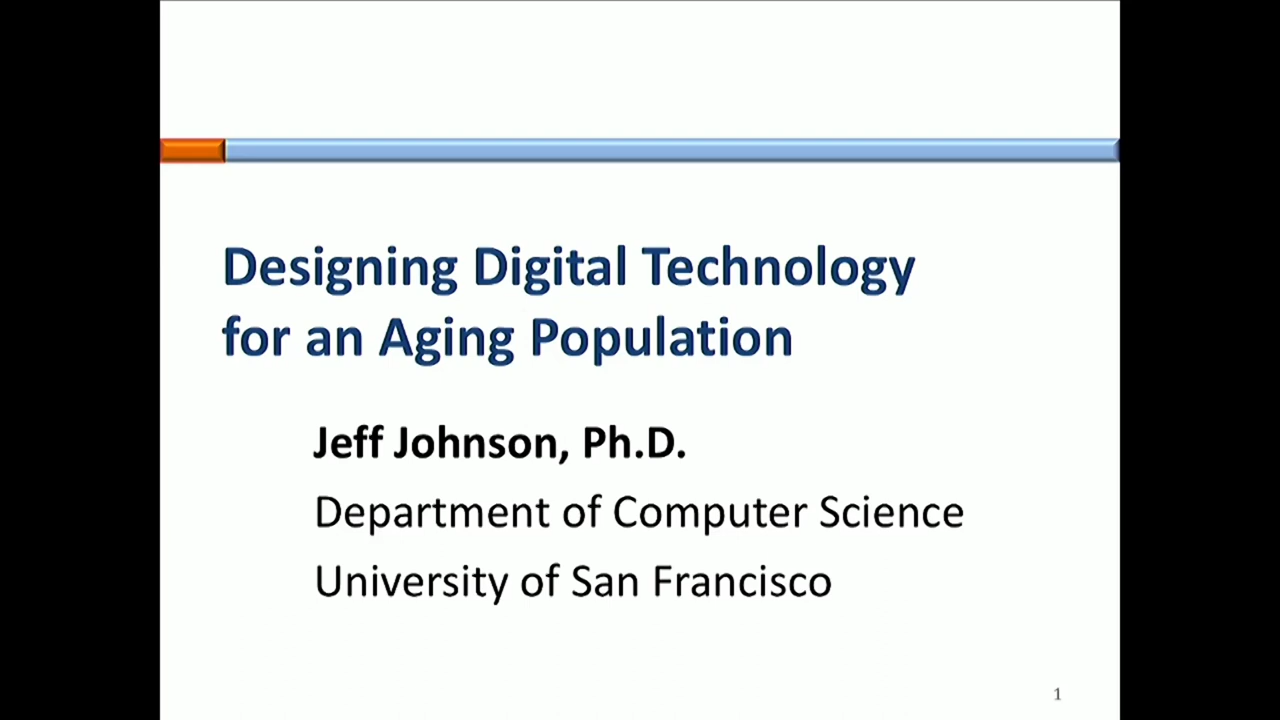 Designing Digital Technology
for an Aging Population
Jeff Johnson, Ph.D.
Department of Computer Science
University of San Francisco
1